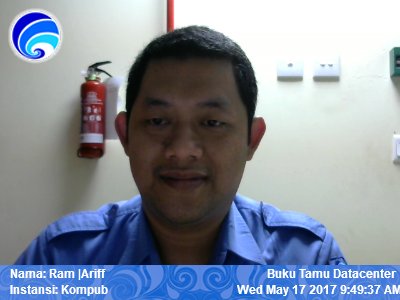 Nama: Ram |Ariff
Buku Tamu Datacenter
Instansi: Kompub
Wed May 17 2017 9:49:37 AM